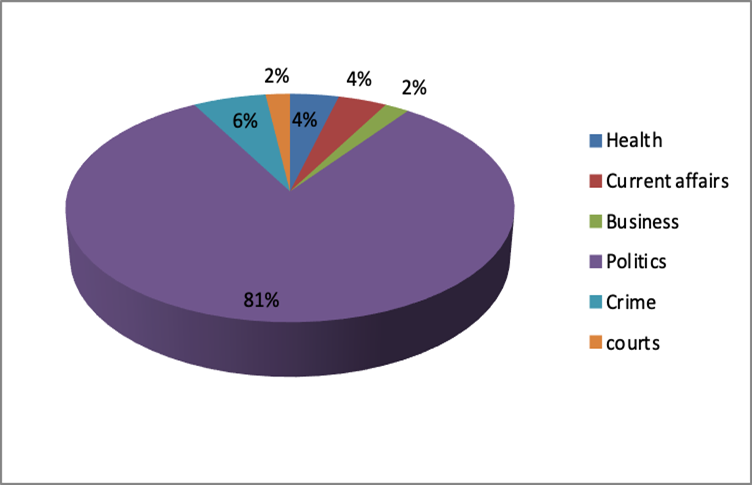 2%
4%
2%
6%
4%
81%
Health
Current affairs
Business
Politics
Crime
courts